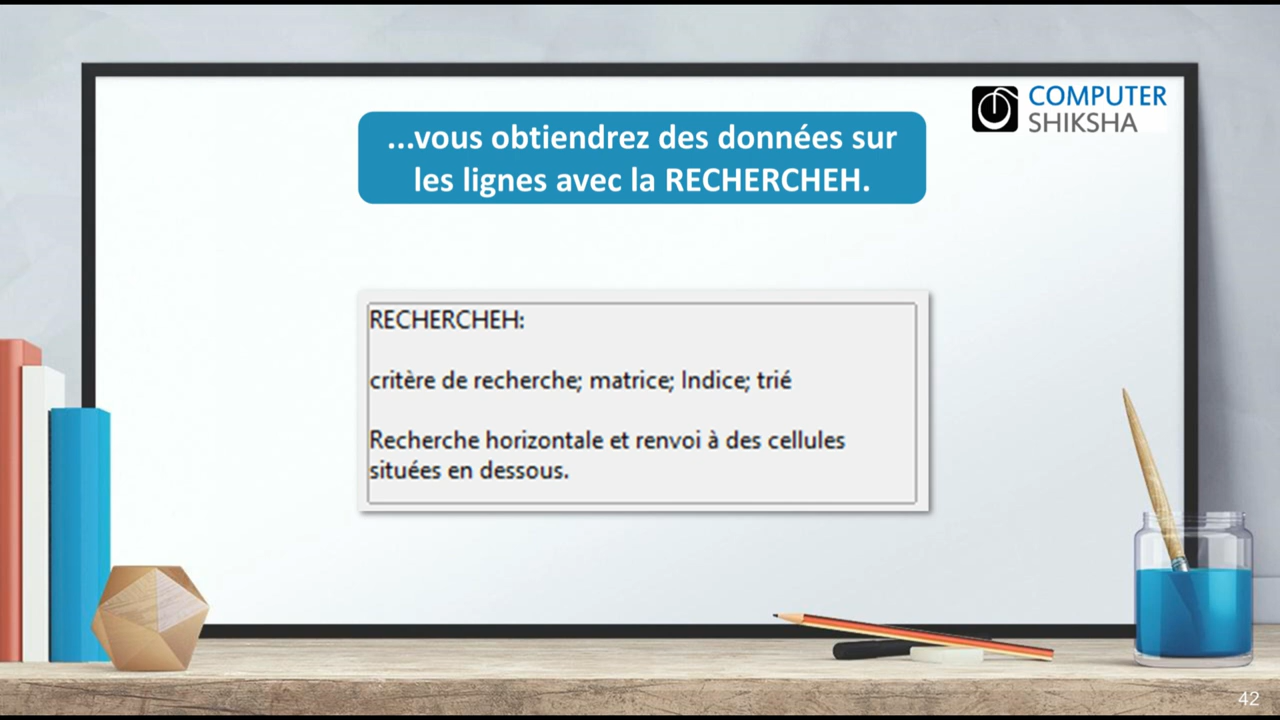 COMPUTER
SHIKSHA
...vous obtiendrez des données sur
les lignes avec la RECHERCHEH.
RECHERCHEH:
critère de recherche; matrice; Indice; trié
Recherche horizontale et renvoi à des cellules
situées en dessous.
42